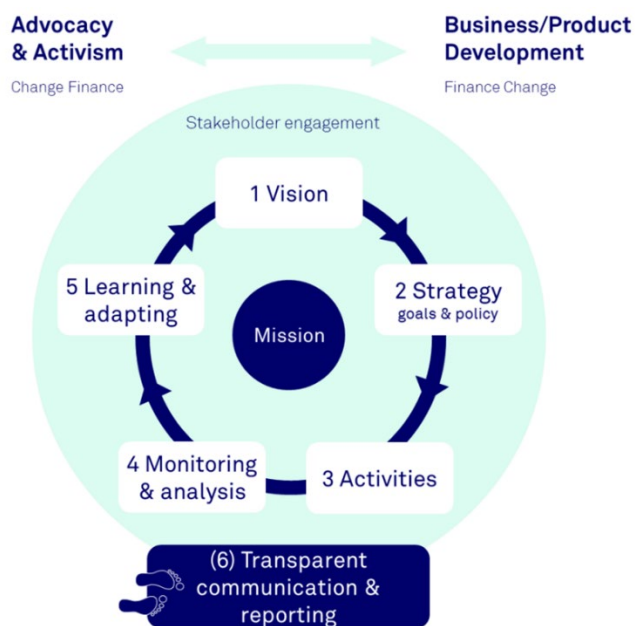 Advocacy
& Activism
Change Finance
Business/Product
Development
Finance Change
Stakeholder engagement
1 Vision
2 Strategy
goals & policy
3 Activities
4 Monitoring
& analysis
5 Learning &
adapting
Mission
(6) Transparent
communication &
reporting